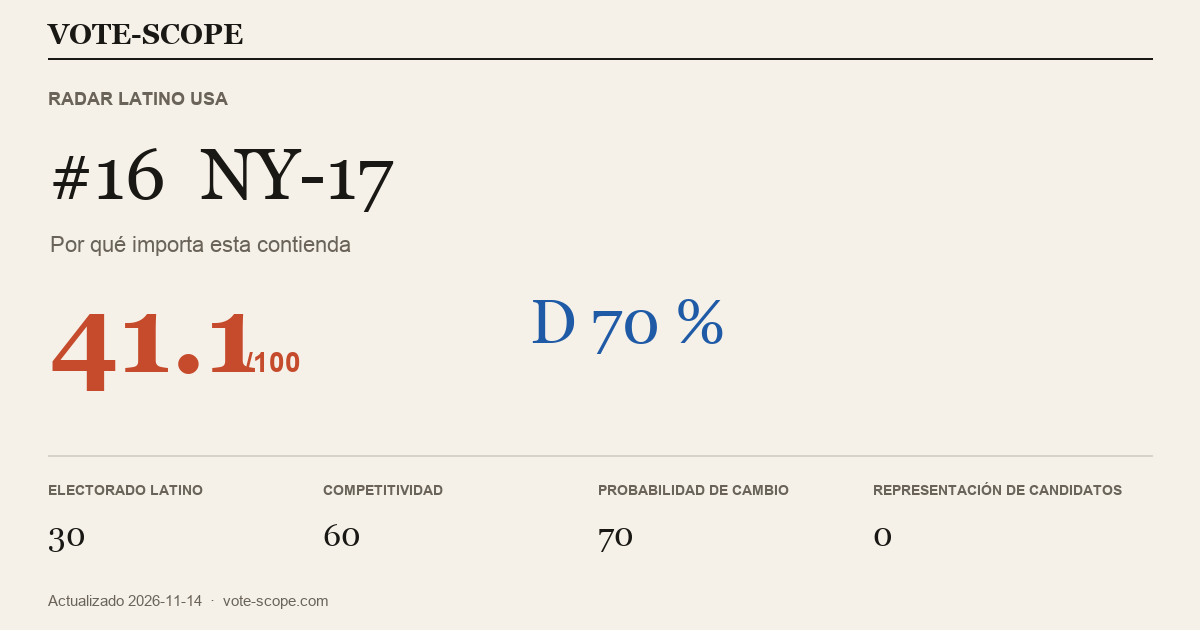 VOTE-SCOPE
RADAR LATINO USA
#16 NY-17
Por qué importa esta contienda
41.1/100
D 70 %
ELECTORADO LATINO
COMPETITIVIDAD
PROBABILIDAD DE CAMBIO
REPRESENTACIÓN DE CANDIDATOS
30
60
70
0
Actualizado 2026-11-14 · vote-scope.com